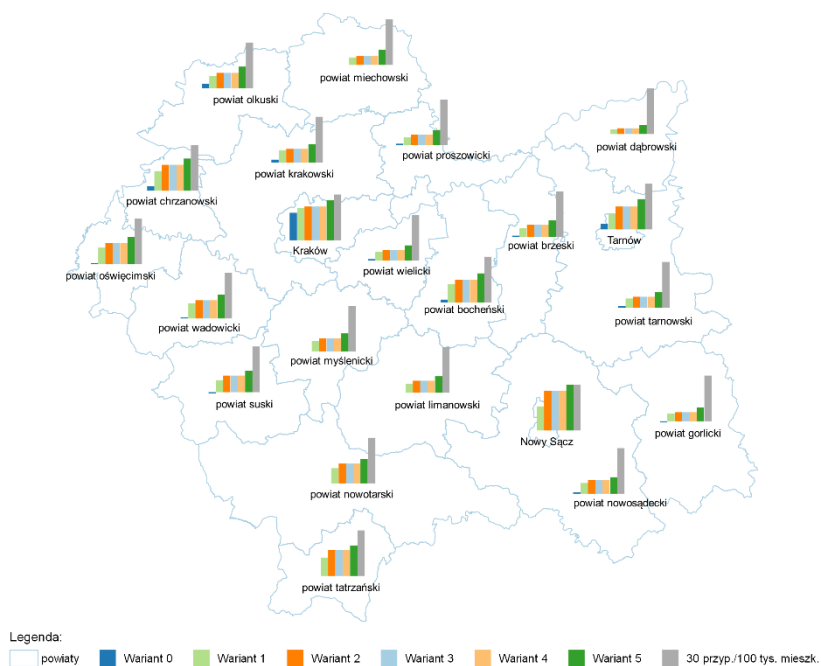 powiat miechowski
powiat olkuski
powiat dąbrowski
powiat proszowicki
powiat krakowski
powiat chrzanowski
Tarnów
powiat brzeski
Kraków
powiat wielicki
powiat oświęcimski
powiat bocheński
powiat tarnowski
powiat wadowicki
powiat myślenicki
powiat limanowski
powiat suski
powiat gorlicki
Nowy Sącz
powiat nowotarski
powiat nowosądecki
powiat tatrzański
Legenda:
powiaty Wariant 0 Wariant 1 Wariant 2 Wariant 3 Wariant 4 Wariant 5 30 przyp./100 tys. mieszk.